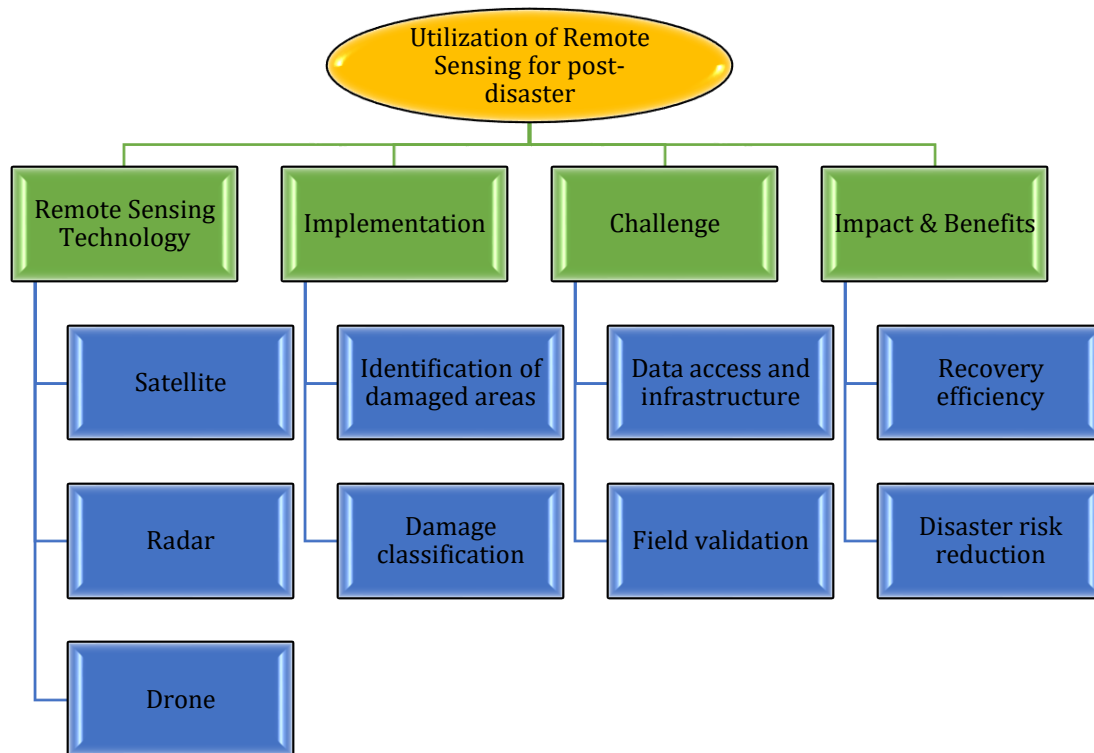 Utilization of Remote
Sensing for post-
disaster
Remote Sensing
Technology
Implementation
Challenge
Impact & Benefits
Satellite
Identification of
damaged areas
Data access and
infrastructure
Recovery
efficiency
Radar
Damage
classification
Field validation
Disaster risk
reduction
Drone